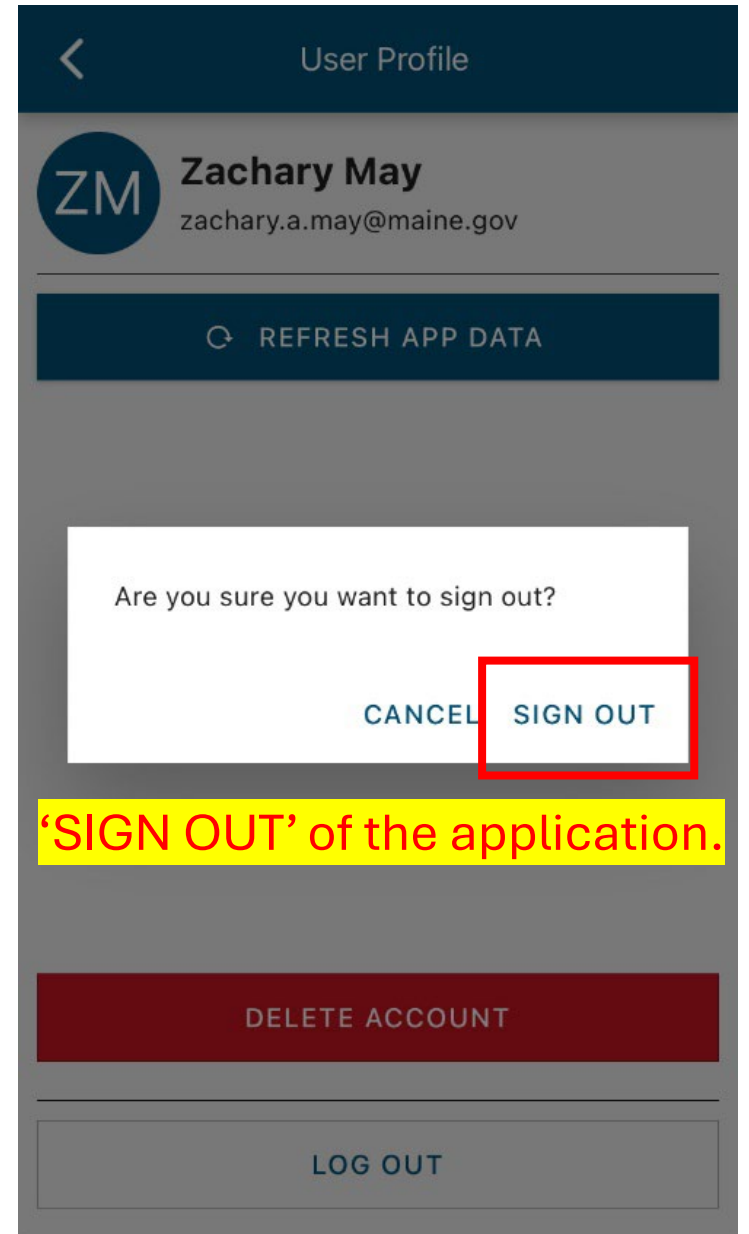 User Profile
ZM
Zachary May
zachary.a.may@maine.gov
REFRESH APP DATA
Are you sure you want to sign out?
CANCEL SIGN OUT
‘SIGN OUT’ of the application.
DELETE ACCOUNT
LOG OUT